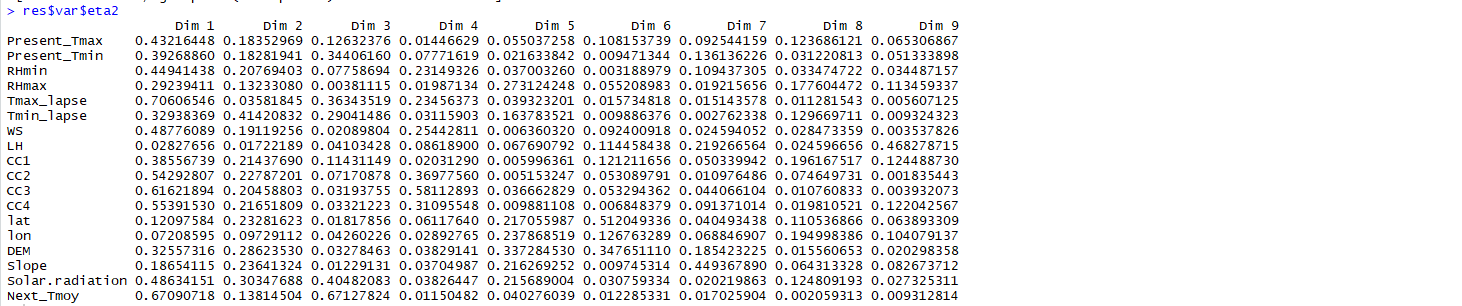 > res$var$eta2
Dim 1 Dim 2 Dim 3 Dim 4 Dim 5 Dim 6 Dim 7 Dim 8 Dim 9
Present_Tmax 0.43216448 0.18352969 0.12632376 0.01446629 0.055037258 0.108153739 0.092544159 0.123686121 0.065306867
Present_Tmin 0.39268860 0.18281941 0.34406160 0.07771619 0.021633842 0.009471344 0.136136226 0.031220813 0.051333898
RHmin 0.44941438 0.20769403 0.07758694 0.23149326 0.037003260 0.003188979 0.109437305 0.033474722 0.034487157
RHmax 0.29239411 0.13233080 0.00381115 0.01987134 0.273124248 0.055208983 0.019215656 0.177604472 0.113459337
Tmax_lapse 0.70606546 0.03581845 0.36343519 0.23456373 0.039323201 0.015734818 0.015143578 0.011281543 0.005607125
Tmin_lapse 0.32938369 0.41420832 0.29041486 0.03115903 0.163783521 0.009886376 0.002762338 0.129669711 0.009324323
WS 0.48776089 0.19119256 0.02089804 0.25442811 0.006360320 0.092400918 0.024594052 0.028473359 0.003537826
LH 0.02827656 0.01722189 0.04103428 0.08618900 0.067690792 0.114458438 0.219266564 0.024596656 0.468278715
CC1 0.38556739 0.21437690 0.11431149 0.02031290 0.005996361 0.121211656 0.050339942 0.196167517 0.124488730
CC2 0.54292807 0.22787201 0.07170878 0.36977560 0.005153247 0.053089791 0.010976486 0.074649731 0.001835443
CC3 0.61621894 0.20458803 0.03193755 0.58112893 0.036662829 0.053294362 0.044066104 0.010760833 0.003932073
CC4 0.55391530 0.21651809 0.03321223 0.31095548 0.009881108 0.006848379 0.091371014 0.019810521 0.122042567
lat 0.12097584 0.23281623 0.01817856 0.06117640 0.217055987 0.512049336 0.040493438 0.110536866 0.063893309
lon 0.07208595 0.09729112 0.04260226 0.02892765 0.237868519 0.126763289 0.068846907 0.194998386 0.104079137
DEM 0.32557316 0.28623530 0.03278463 0.03829141 0.337284530 0.347651110 0.185423225 0.015560653 0.020298358
Slope 0.18654115 0.23641324 0.01229131 0.03704987 0.216269252 0.009745314 0.449367890 0.064313328 0.082673712
Solar.radiation 0.48634151 0.30347688 0.40482083 0.03826447 0.215689004 0.030759334 0.020219863 0.124809193 0.027325311
Next_Tmoy 0.67090718 0.13814504 0.67127824 0.01150482 0.040276039 0.012285331 0.017025904 0.002059313 0.009312814